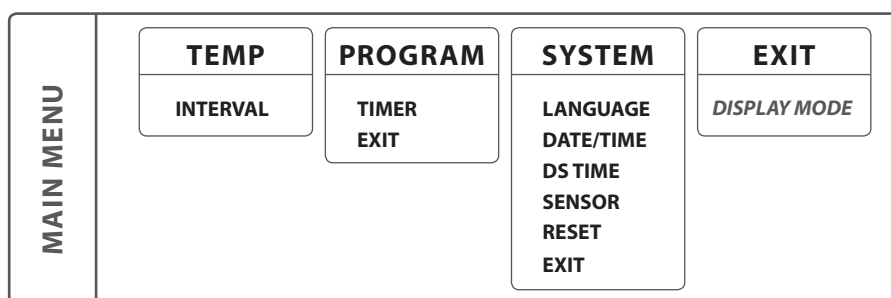 MAIN MENU
TEMP
INTERVAL
PROGRAM
TIMER
EXIT
SYSTEM
LANGUAGE
DATE/TIME
DS TIME
SENSOR
RESET
EXIT
EXIT
DISPLAY MODE